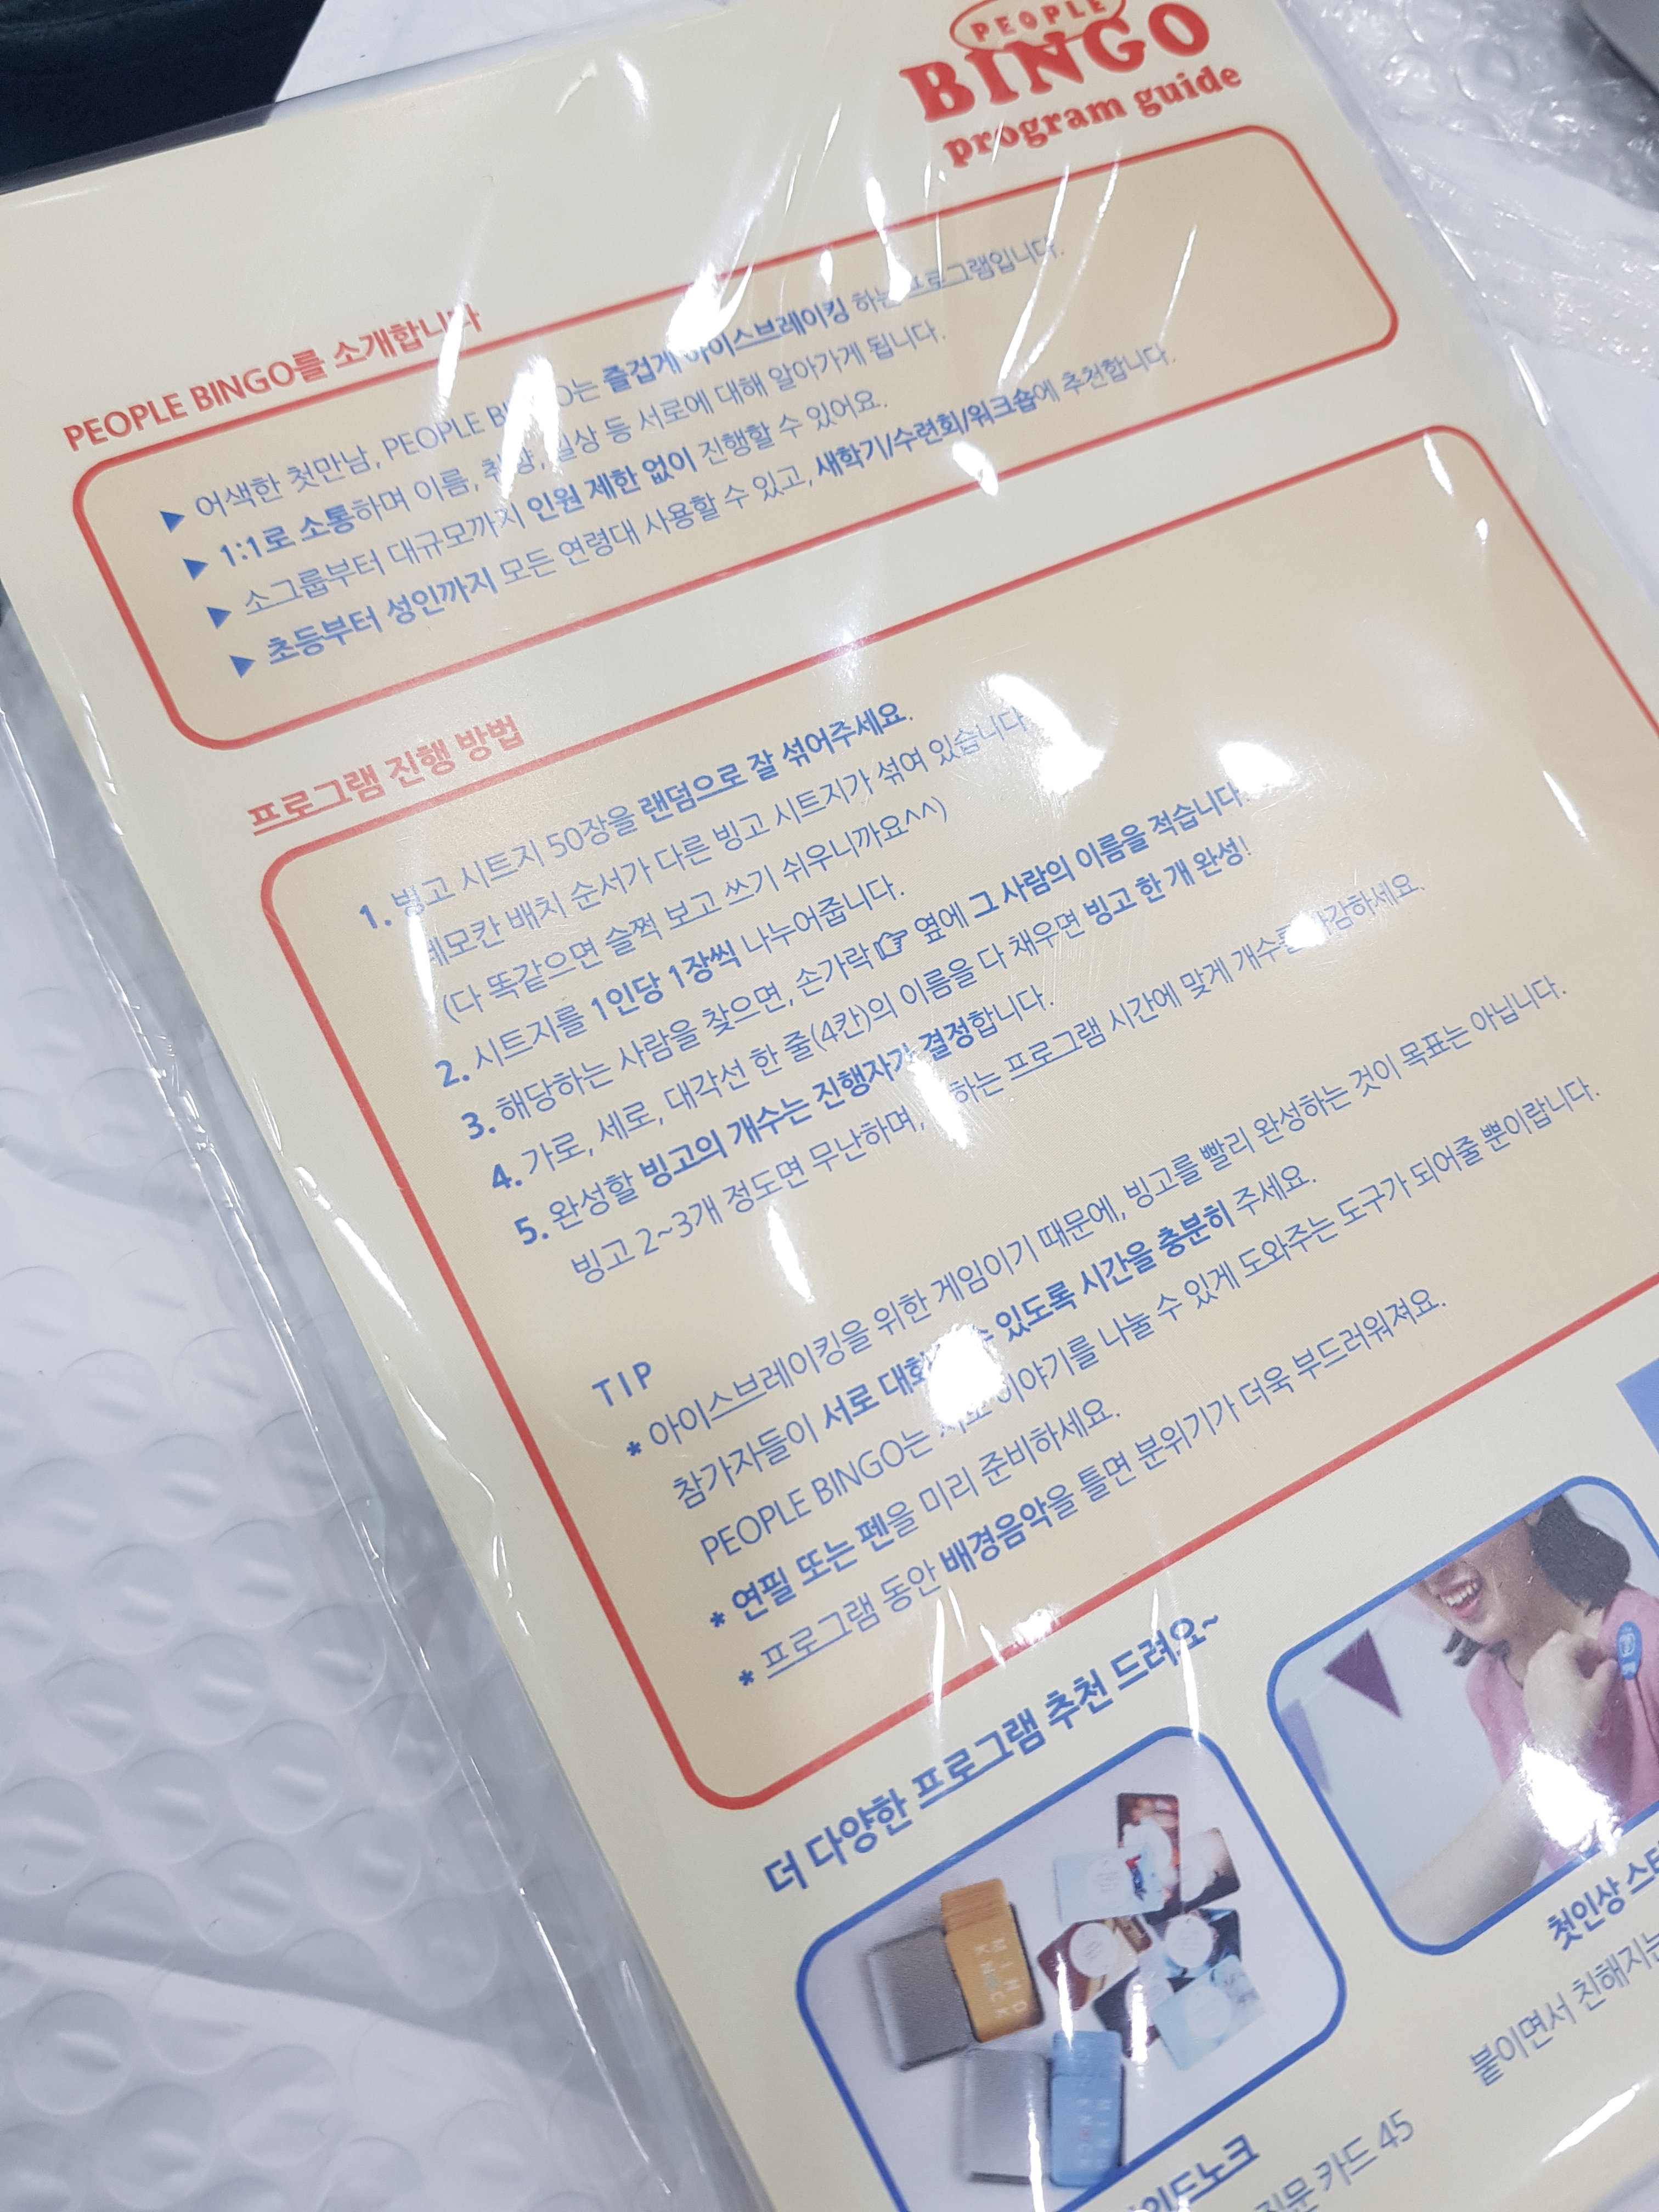 PEOPLE
BINGO
program guide
PEOPLE BINGO를 소개합니다
▶ 어색한 첫만남, PEOPLE BINGO는 즐겁게 아이스브레이킹 하는 프로그램입니다.
▶ 1:1로 소통하며 이름, 취향, 일상 등 서로에 대해 알아가게 됩니다.
▶ 소그룹부터 대규모까지 인원 제한 없이 진행할 수 있어요.
▶ 초등부터 성인까지 모든 연령대 사용할 수 있고, 새학기/수련회/워크숍에 추천합니다.
프로그램 진행 방법
1. 빙고 시트지 50장을 랜덤으로 잘 섞어주세요.
네모칸 배치 순서가 다른 빙고 시트지가 섞여 있습니다
(다 똑같으면 슬쩍 보고 쓰기 쉬우니까요^^)
2. 시트지를 1인당 1장씩 나누어줍니다.
3. 해당하는 사람을 찾으면, 손가락 👉 옆에 그 사람의 이름을 적습니다.
4. 가로, 세로, 대각선 한 줄(4칸)의 이름을 다 채우면 빙고 한 개 완성!
5. 완성할 빙고의 개수는 진행자가 결정합니다.
빙고 2~3개 정도면 무난하며, 하는 프로그램 시간에 맞게 개수를 가감하세요.
TIP
* 아이스브레이킹을 위한 게임이기 때문에, 빙고를 빨리 완성하는 것이 목표는 아닙니다.
참가자들이 서로 대화 수 있도록 시간을 충분히 주세요.
PEOPLE BINGO는 서로 이야기를 나눌 수 있게 도와주는 도구가 되어줄 뿐이랍니다.
* 연필 또는 펜을 미리 준비하세요.
* 프로그램 동안 배경음악을 틀면 분위기가 더욱 부드러워져요.
더 다양한 프로그램 추천 드려요~
MIND
KNOCK
MIND
KNOCK
마인드노크
질문 카드 45
첫인상
붙이면서 친해지는